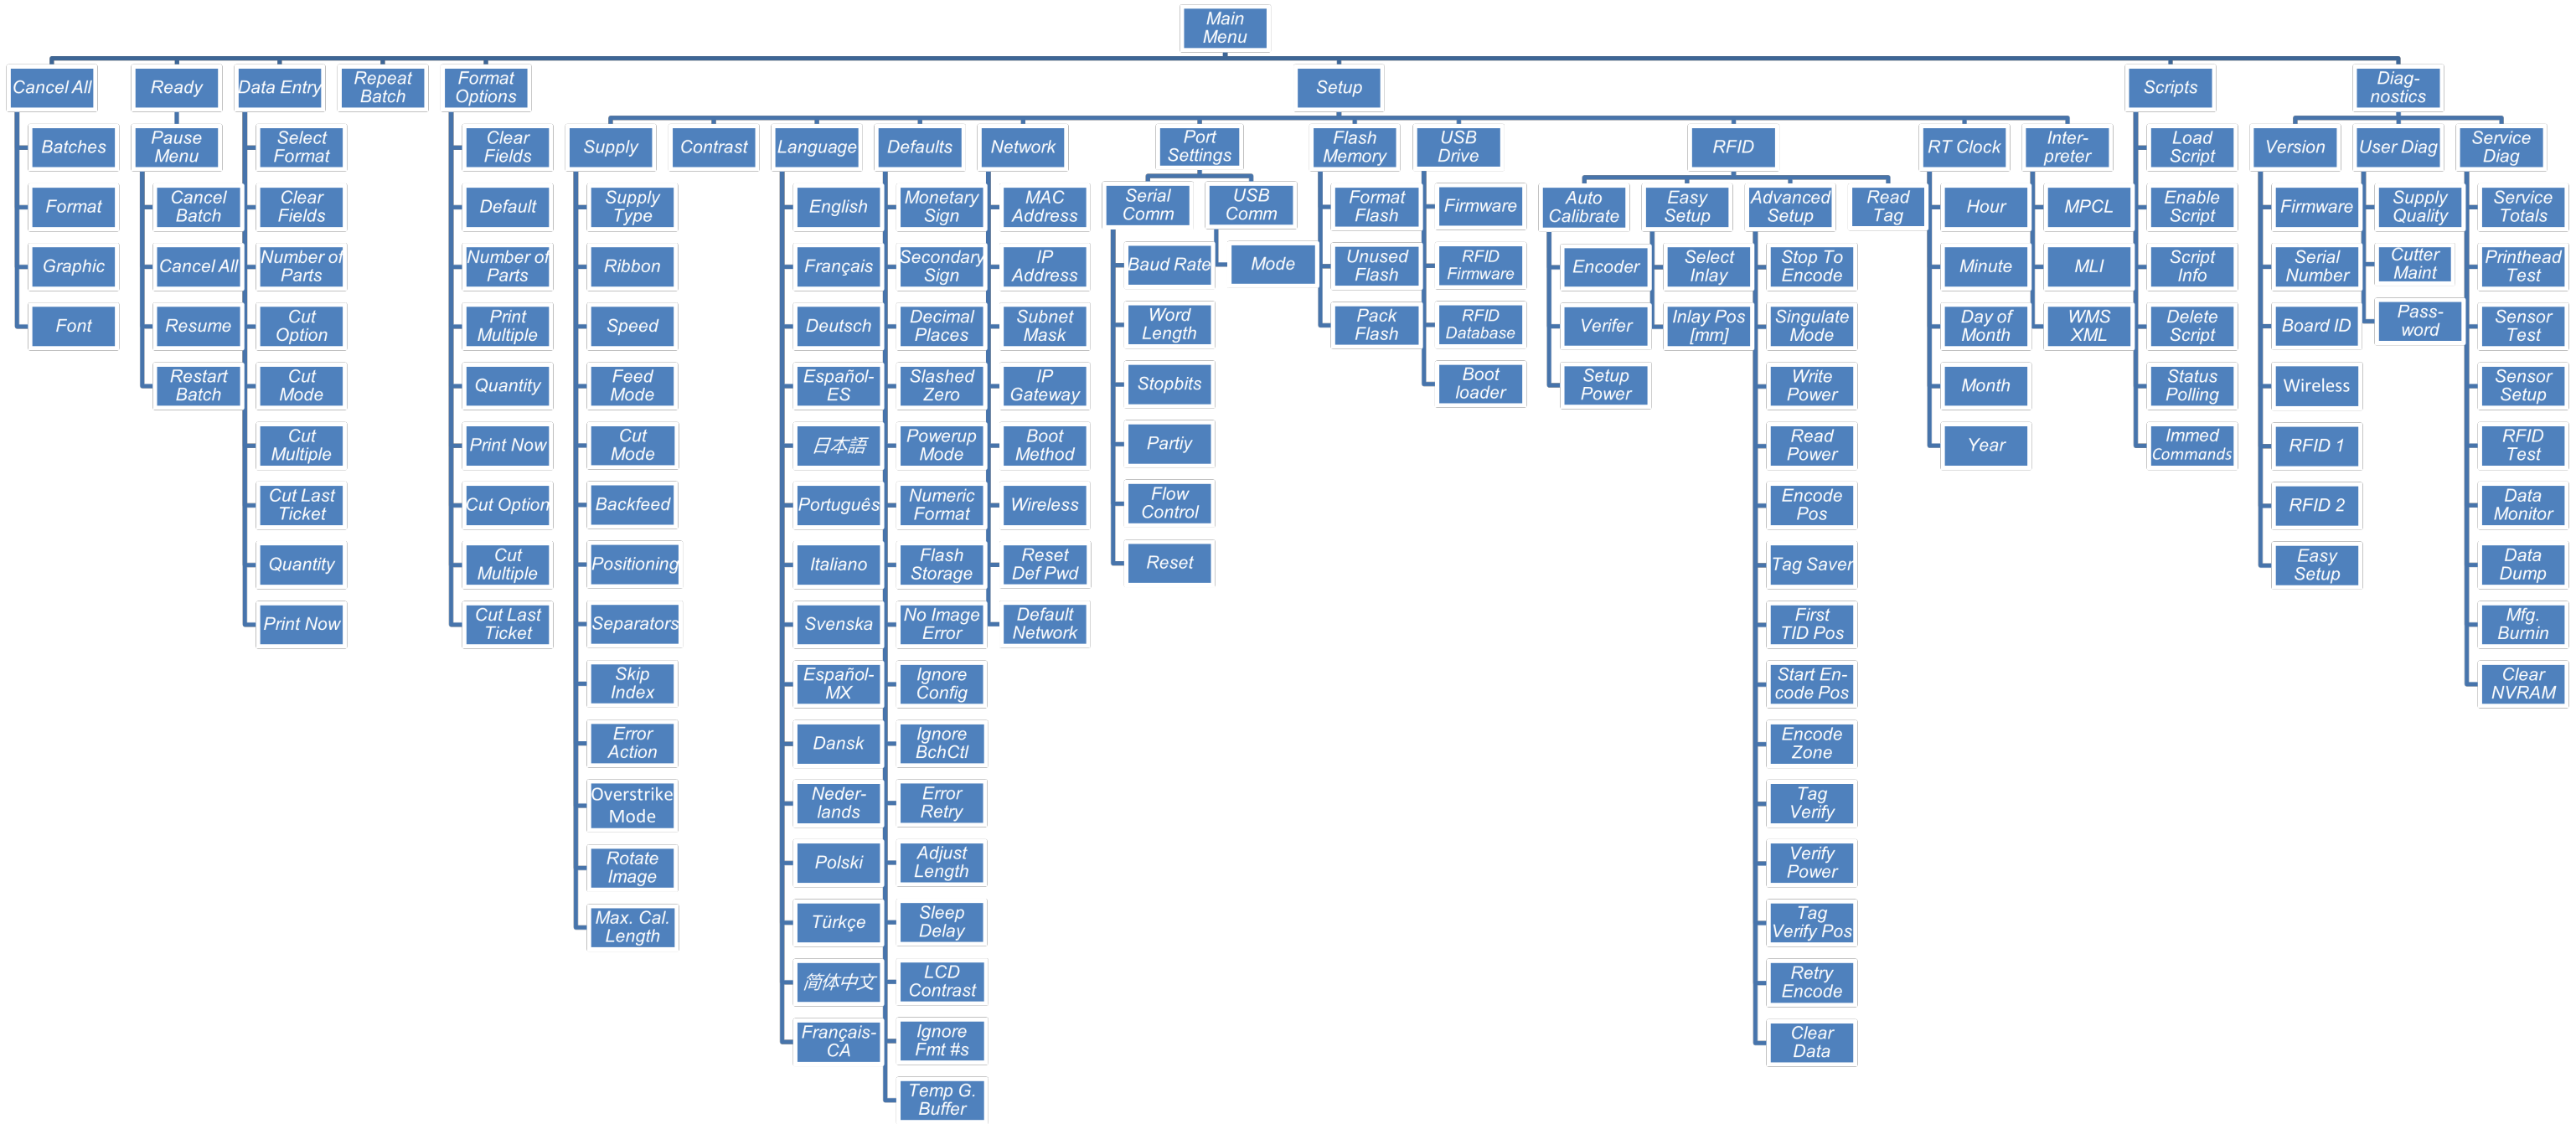 Main
Menu
Cancel All
Ready
Data Entry
Repeat
Batch
Format
Options
Setup
Scripts
Diag-
nostics
Batches
Format
Graphic
Font
Pause
Menu
Cancel
Batch
Cancel All
Resume
Restart
Batch
Select
Format
Clear
Fields
Number of
Parts
Cut
Option
Cut
Mode
Cut
Multiple
Cut Last
Ticket
Quantity
Print Now
Clear
Fields
Default
Number of
Parts
Print
Multiple
Quantity
Print Now
Cut Option
Cut
Multiple
Cut Last
Ticket
Supply
Supply
Type
Ribbon
Speed
Feed
Mode
Cut
Mode
Backfeed
Positioning
Separators
Skip
Index
Error
Action
Overstrike
Mode
Rotate
Image
Max. Cal.
Length
Contrast
Language
English
Français
Deutsch
Español-
ES
日本語
Português
Italiano
Svenska
Español-
MX
Dansk
Neder-
lands
Polski
Türkçe
简体中文
Français-
CA
Defaults
Monetary
Sign
Secondary
Sign
Decimal
Places
Slashed
Zero
Powerup
Mode
Numeric
Format
Flash
Storage
No Image
Error
Ignore
Config
Ignore
BchCtl
Error
Retry
Adjust
Length
Sleep
Delay
LCD
Contrast
Ignore
Fmt #s
Temp G.
Buffer
Network
MAC
Address
IP
Address
Subnet
Mask
IP
Gateway
Boot
Method
Wireless
Reset
Def Pwd
Default
Network
Port
Settings
Serial
Comm
Baud Rate
Word
Length
Stopbits
Partiy
Flow
Control
Reset
USB
Comm
Mode
Flash
Memory
Format
Flash
Unused
Flash
Pack
Flash
USB
Drive
Firmware
RFID
Firmware
RFID
Database
Boot
loader
RFID
Auto
Calibrate
Encoder
Verifer
Setup
Power
Easy
Setup
Select
Inlay
Inlay Pos
[mm]
Advanced
Setup
Stop To
Encode
Singulate
Mode
Write
Power
Read
Power
Encode
Pos
Tag Saver
First
TID Pos
Start En-
code Pos
Encode
Zone
Tag
Verify
Verify
Power
Tag
Verify Pos
Retry
Encode
Clear
Data
Read
Tag
RT Clock
Hour
Minute
Day of
Month
Month
Year
Inter-
preter
MPCL
MLI
WMS
XML
Load
Script
Enable
Script
Script
Info
Delete
Script
Status
Polling
Immed
Commands
Version
Firmware
Serial
Number
Board ID
Wireless
RFID 1
RFID 2
Easy
Setup
User Diag
Supply
Quality
Cutter
Maint
Pass-
word
Service
Diag
Service
Totals
Printhead
Test
Sensor
Test
Sensor
Setup
RFID
Test
Data
Monitor
Data
Dump
Mfg.
Burnin
Clear
NVRAM